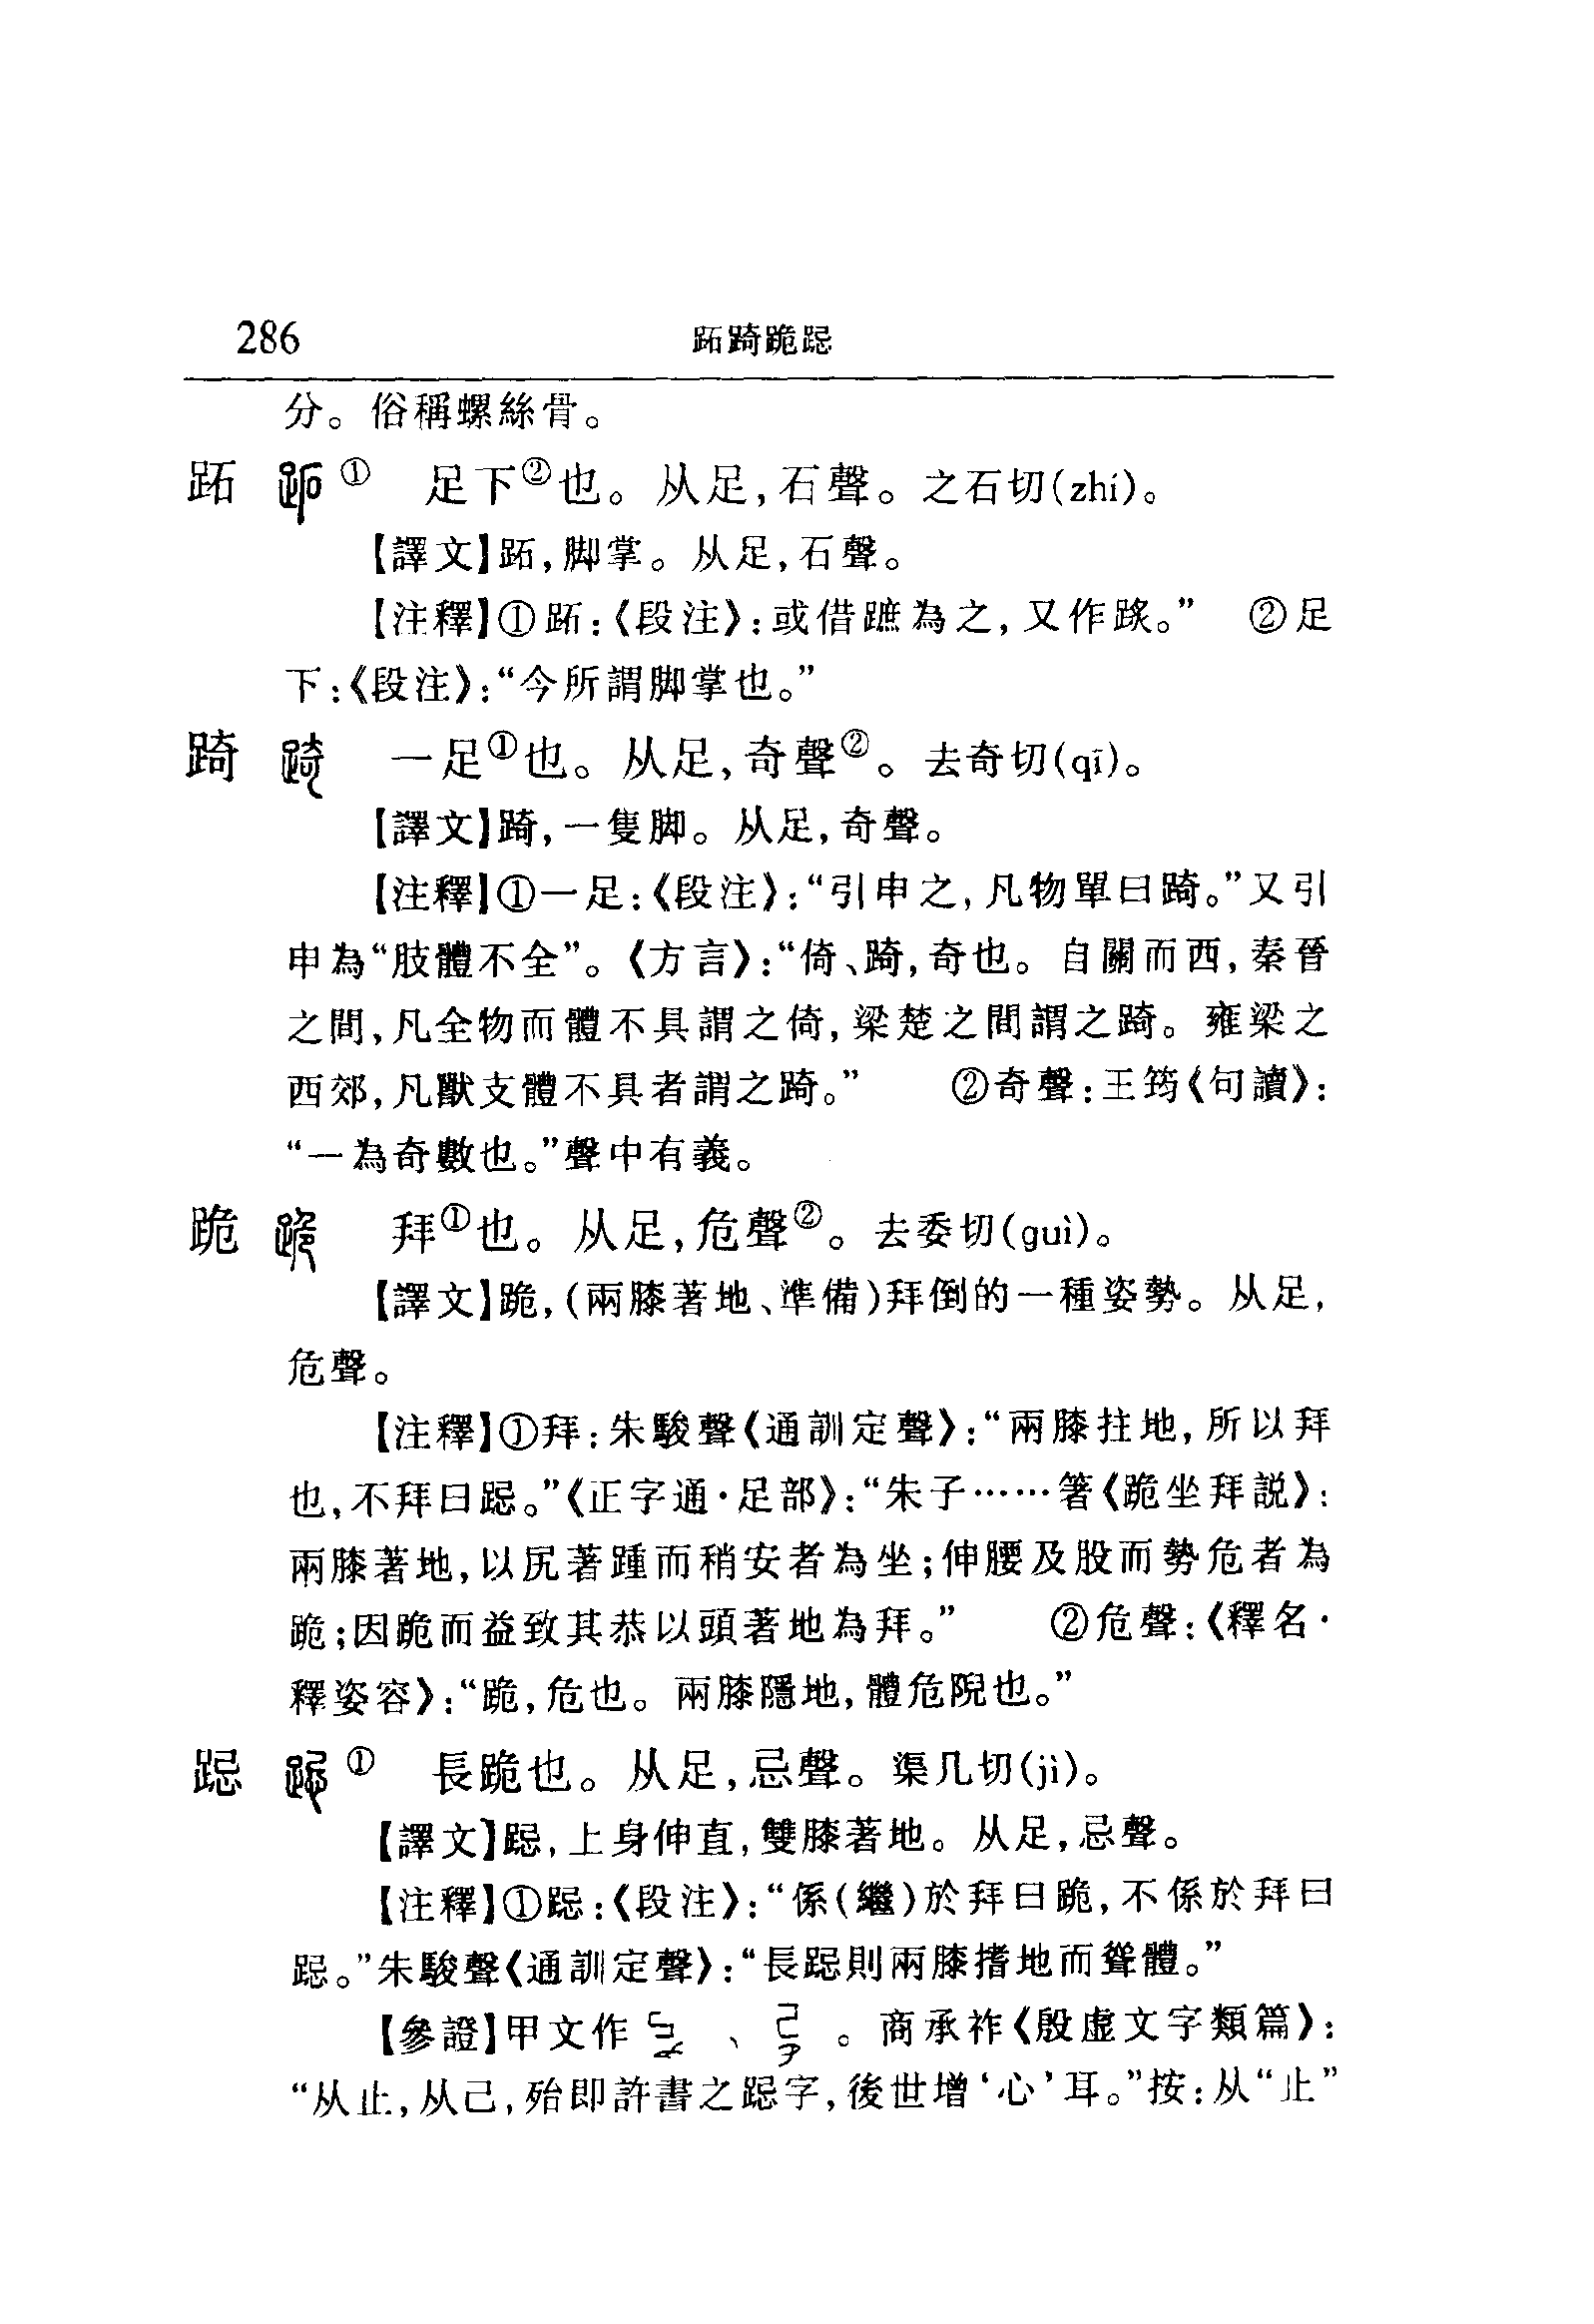 286
跖踦跪跽
分。俗稱螺絲骨。
跖 ① 足下②也。从足,石聲。之石切(zhí)。
【譯文】跖,脚掌。从足,石聲。
【注釋】①跖:《段注》:或借蹠為之,又作𨂂。” ②足
下:《段注》:“今所謂脚掌也。”
踦 一足①也。从足,奇聲②。去奇切(qī)。
【譯文】踦,一隻脚。从足,奇聲。
【注釋】①一足:《段注》:“引申之,凡物單曰踦。”又引
申為“肢體不全”。《方言》:“倚、踦,奇也。自關而西,秦晉
之間,凡全物而體不具謂之倚,梁楚之間謂之踦。雍梁之
西郊,凡獸支體不具者謂之踦。” ②奇聲:王筠《句讀》:
“一為奇數也。”聲中有義。
跪 拜①也。从足,危聲②。去委切(guì)。
【譯文】跪,(兩膝著地、準備)拜倒的一種姿勢。从足,
危聲。
【注釋】①拜:朱駿聲《通訓定聲》:“兩膝拄地,所以拜
也,不拜曰跽。”《正字通·足部》:“朱子……箸《跪坐拜説》:
兩膝著地,以尻著踵而稍安者為坐;伸腰及股而勢危者為
跪;因跪而益致其恭以頭著地為拜。” ②危聲:《釋名·
釋姿容》:“跪,危也。兩膝隱地,體危隉也。”
跽 ① 長跪也。从足,忌聲。渠几切(jì)。
【譯文】跽,上身伸直,雙膝著地。从足,忌聲。
【注釋】①跽:《段注》:“係(繼)於拜曰跪,不係於拜曰
跽。”朱駿聲《通訓定聲》:“長跽則兩膝搘地而聳體。”
【參證】甲文作 、 。商承祚《殷虛文字類篇》:
“从止,从己,殆即許書之跽字,後世增‘心’耳。”按:从“止”